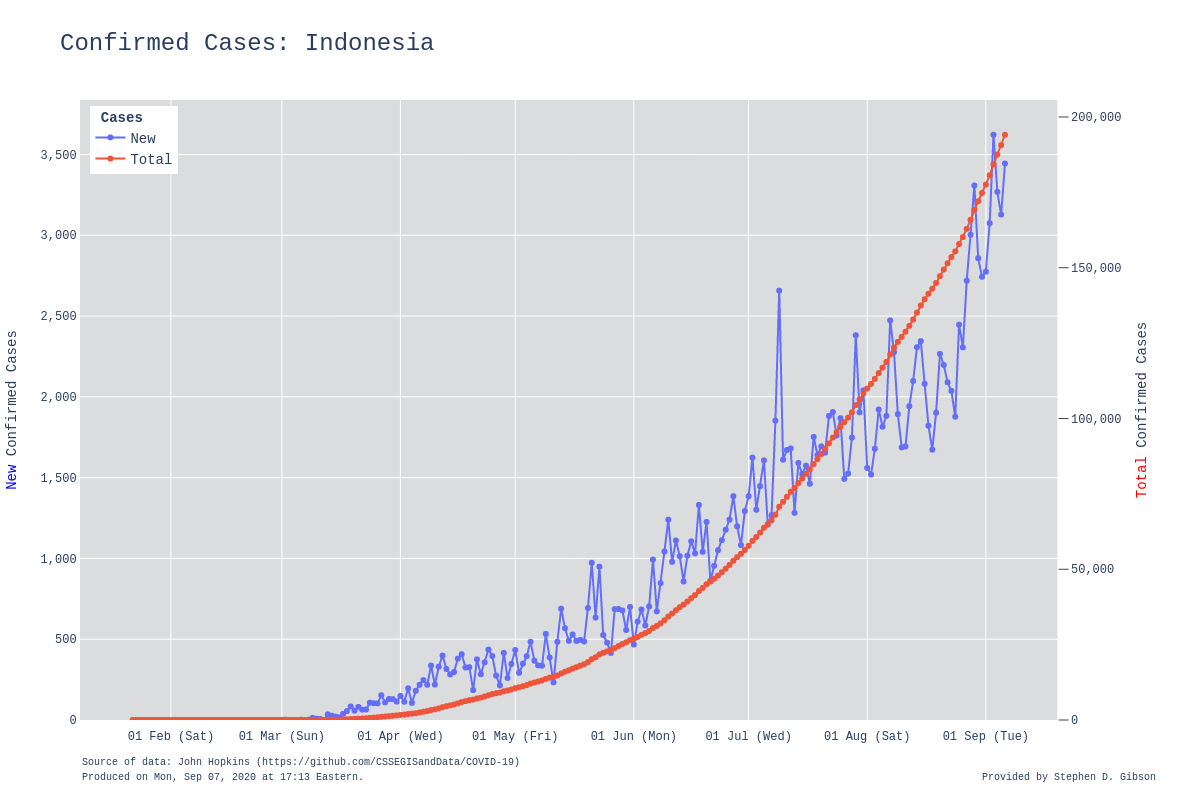 Confirmed Cases: Indonesia
Cases
New
Total
3,500
3,000
2,500
2,000
1,500
1,000
500
0
New Confirmed Cases
200,000
150,000
100,000
50,000
0
Total Confirmed Cases
01 Feb (Sat) 01 Mar (Sun) 01 Apr (Wed) 01 May (Fri) 01 Jun (Mon) 01 Jul (Wed) 01 Aug (Sat) 01 Sep (Tue)
Source of data: John Hopkins (https://github.com/CSSEGISandData/COVID-19)
Produced on Mon, Sep 07, 2020 at 17:13 Eastern.
Provided by Stephen D. Gibson